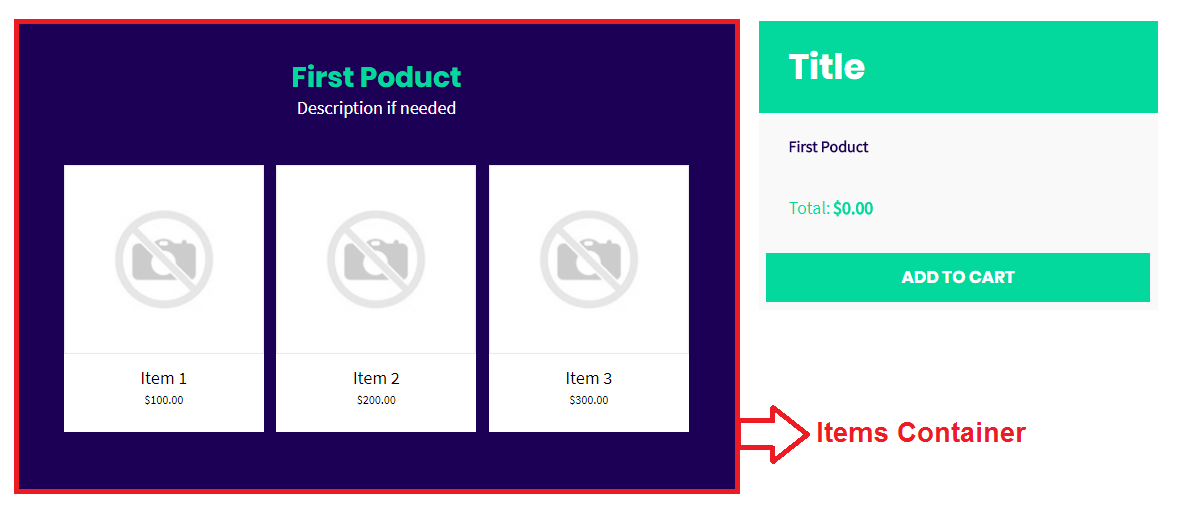 First Poduct
Description if needed
Item 1
$100.00
Item 2
$200.00
Item 3
$300.00
Title
First Poduct
Total: $0.00
ADD TO CART
Items Container